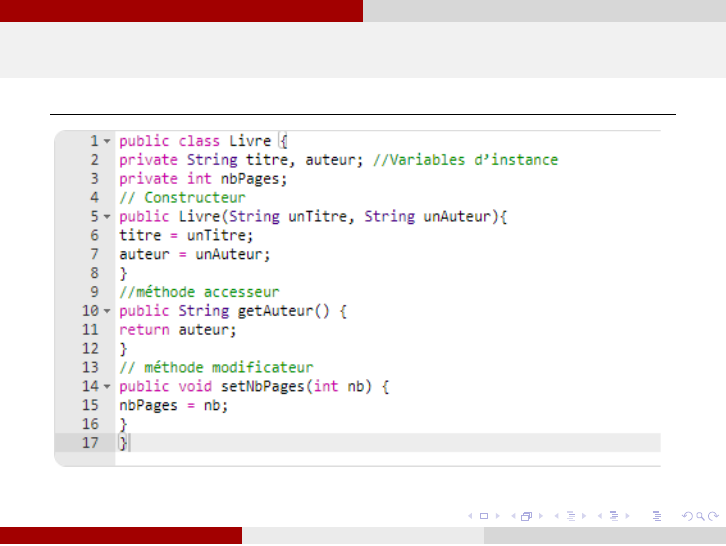 1 public class Livre {
2 private String titre, auteur; //Variables d’instance
3 private int nbPages;
4 // Constructeur
5 public Livre(String unTitre, String unAuteur){
6 titre = unTitre;
7 auteur = unAuteur;
8 }
9 //méthode accesseur
10 public String getAuteur() {
11 return auteur;
12 }
13 // méthode modificateur
14 public void setNbPages(int nb) {
15 nbPages = nb;
16 }
17 }